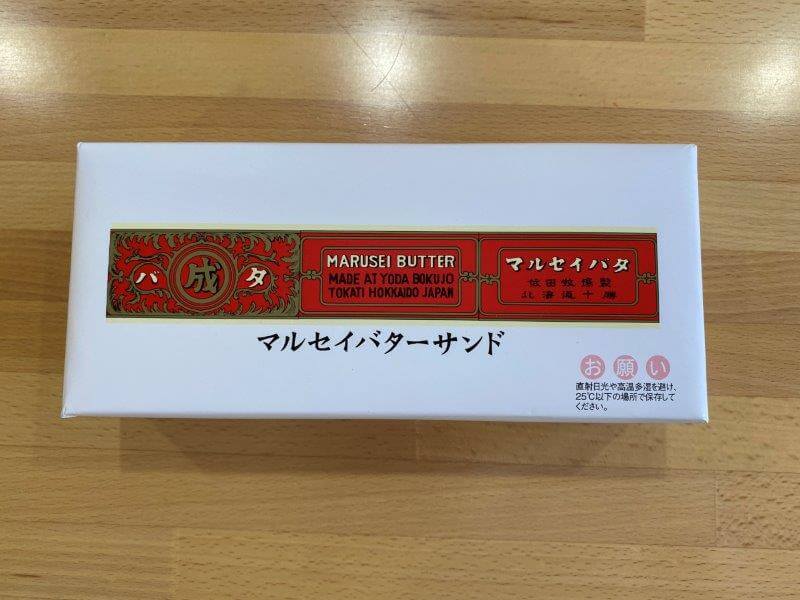 バ成タ
MARUSEI BUTTER
MADE AT YODA BOKUJO
TOKATI HOKKAIDO JAPAN
マルセイバタ
依田牧場製
北海道十勝
マルセイバターサンド
お願い
直射日光や高温多湿を避け、
25℃以下の場所で保存して
ください。